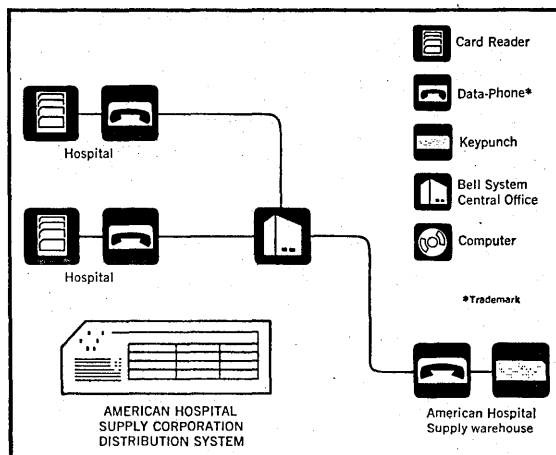 Card Reader
Data-Phone*
Hospital
Keypunch
Bell System
Central Office
Hospital
Computer
*Trademark
AMERICAN HOSPITAL
SUPPLY CORPORATION
DISTRIBUTION SYSTEM
American Hospital
Supply warehouse